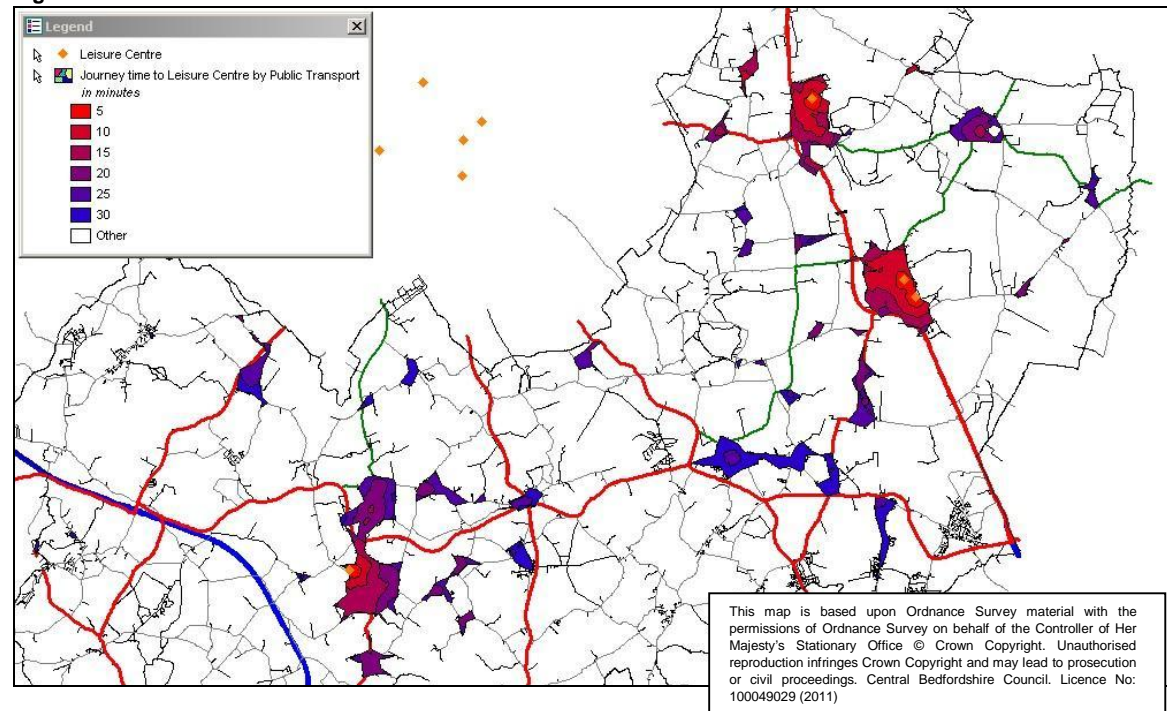 Legend
Leisure Centre
Journey time to Leisure Centre by Public Transport
in minutes
5
10
15
20
25
30
Other
This map is based upon Ordnance Survey material with the
permissions of Ordnance Survey on behalf of the Controller of Her
Majesty's Stationary Office © Crown Copyright. Unauthorised
reproduction infringes Crown Copyright and may lead to prosecution
or civil proceedings. Central Bedfordshire Council. Licence No:
100049029 (2011)